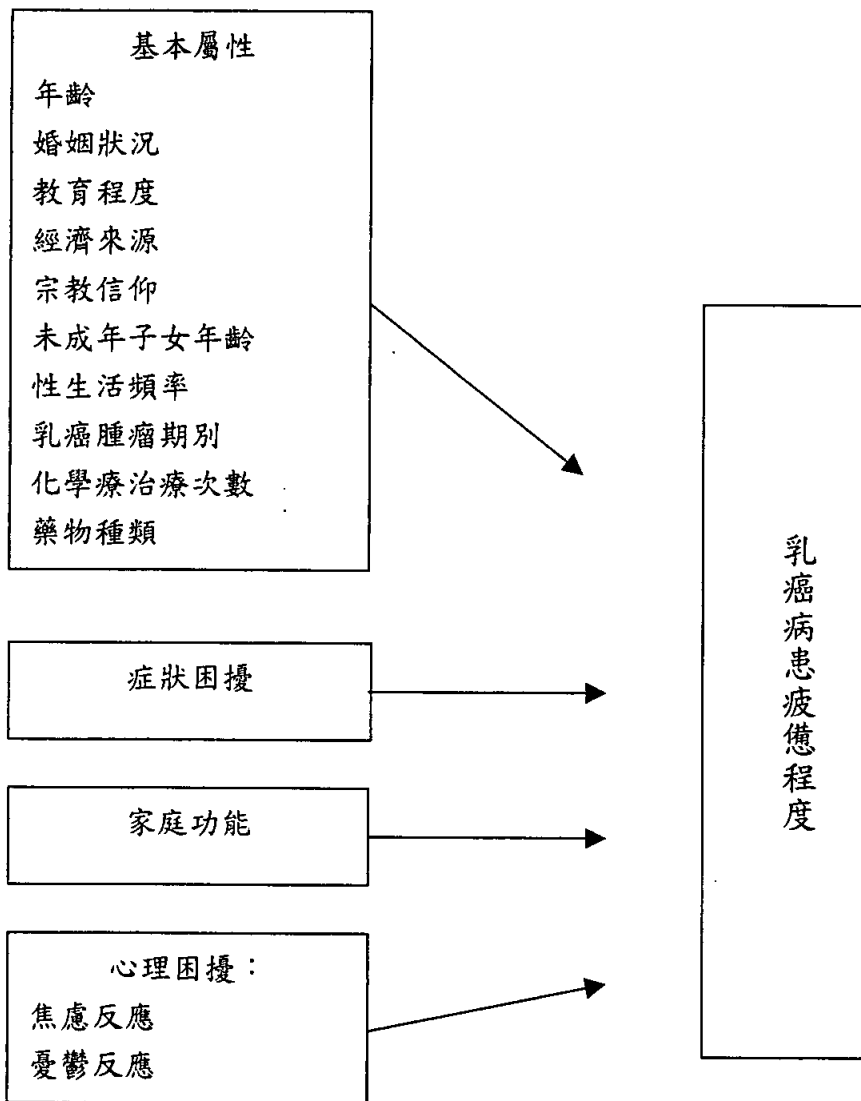 基本屬性
年齡
婚姻狀況
教育程度
經濟來源
宗教信仰
未成年子女年齡
性生活頻率
乳癌腫瘤期別
化學療治療次數
藥物種類
症狀困擾
家庭功能
心理困擾：
焦慮反應
憂鬱反應
乳癌病患疲憊程度